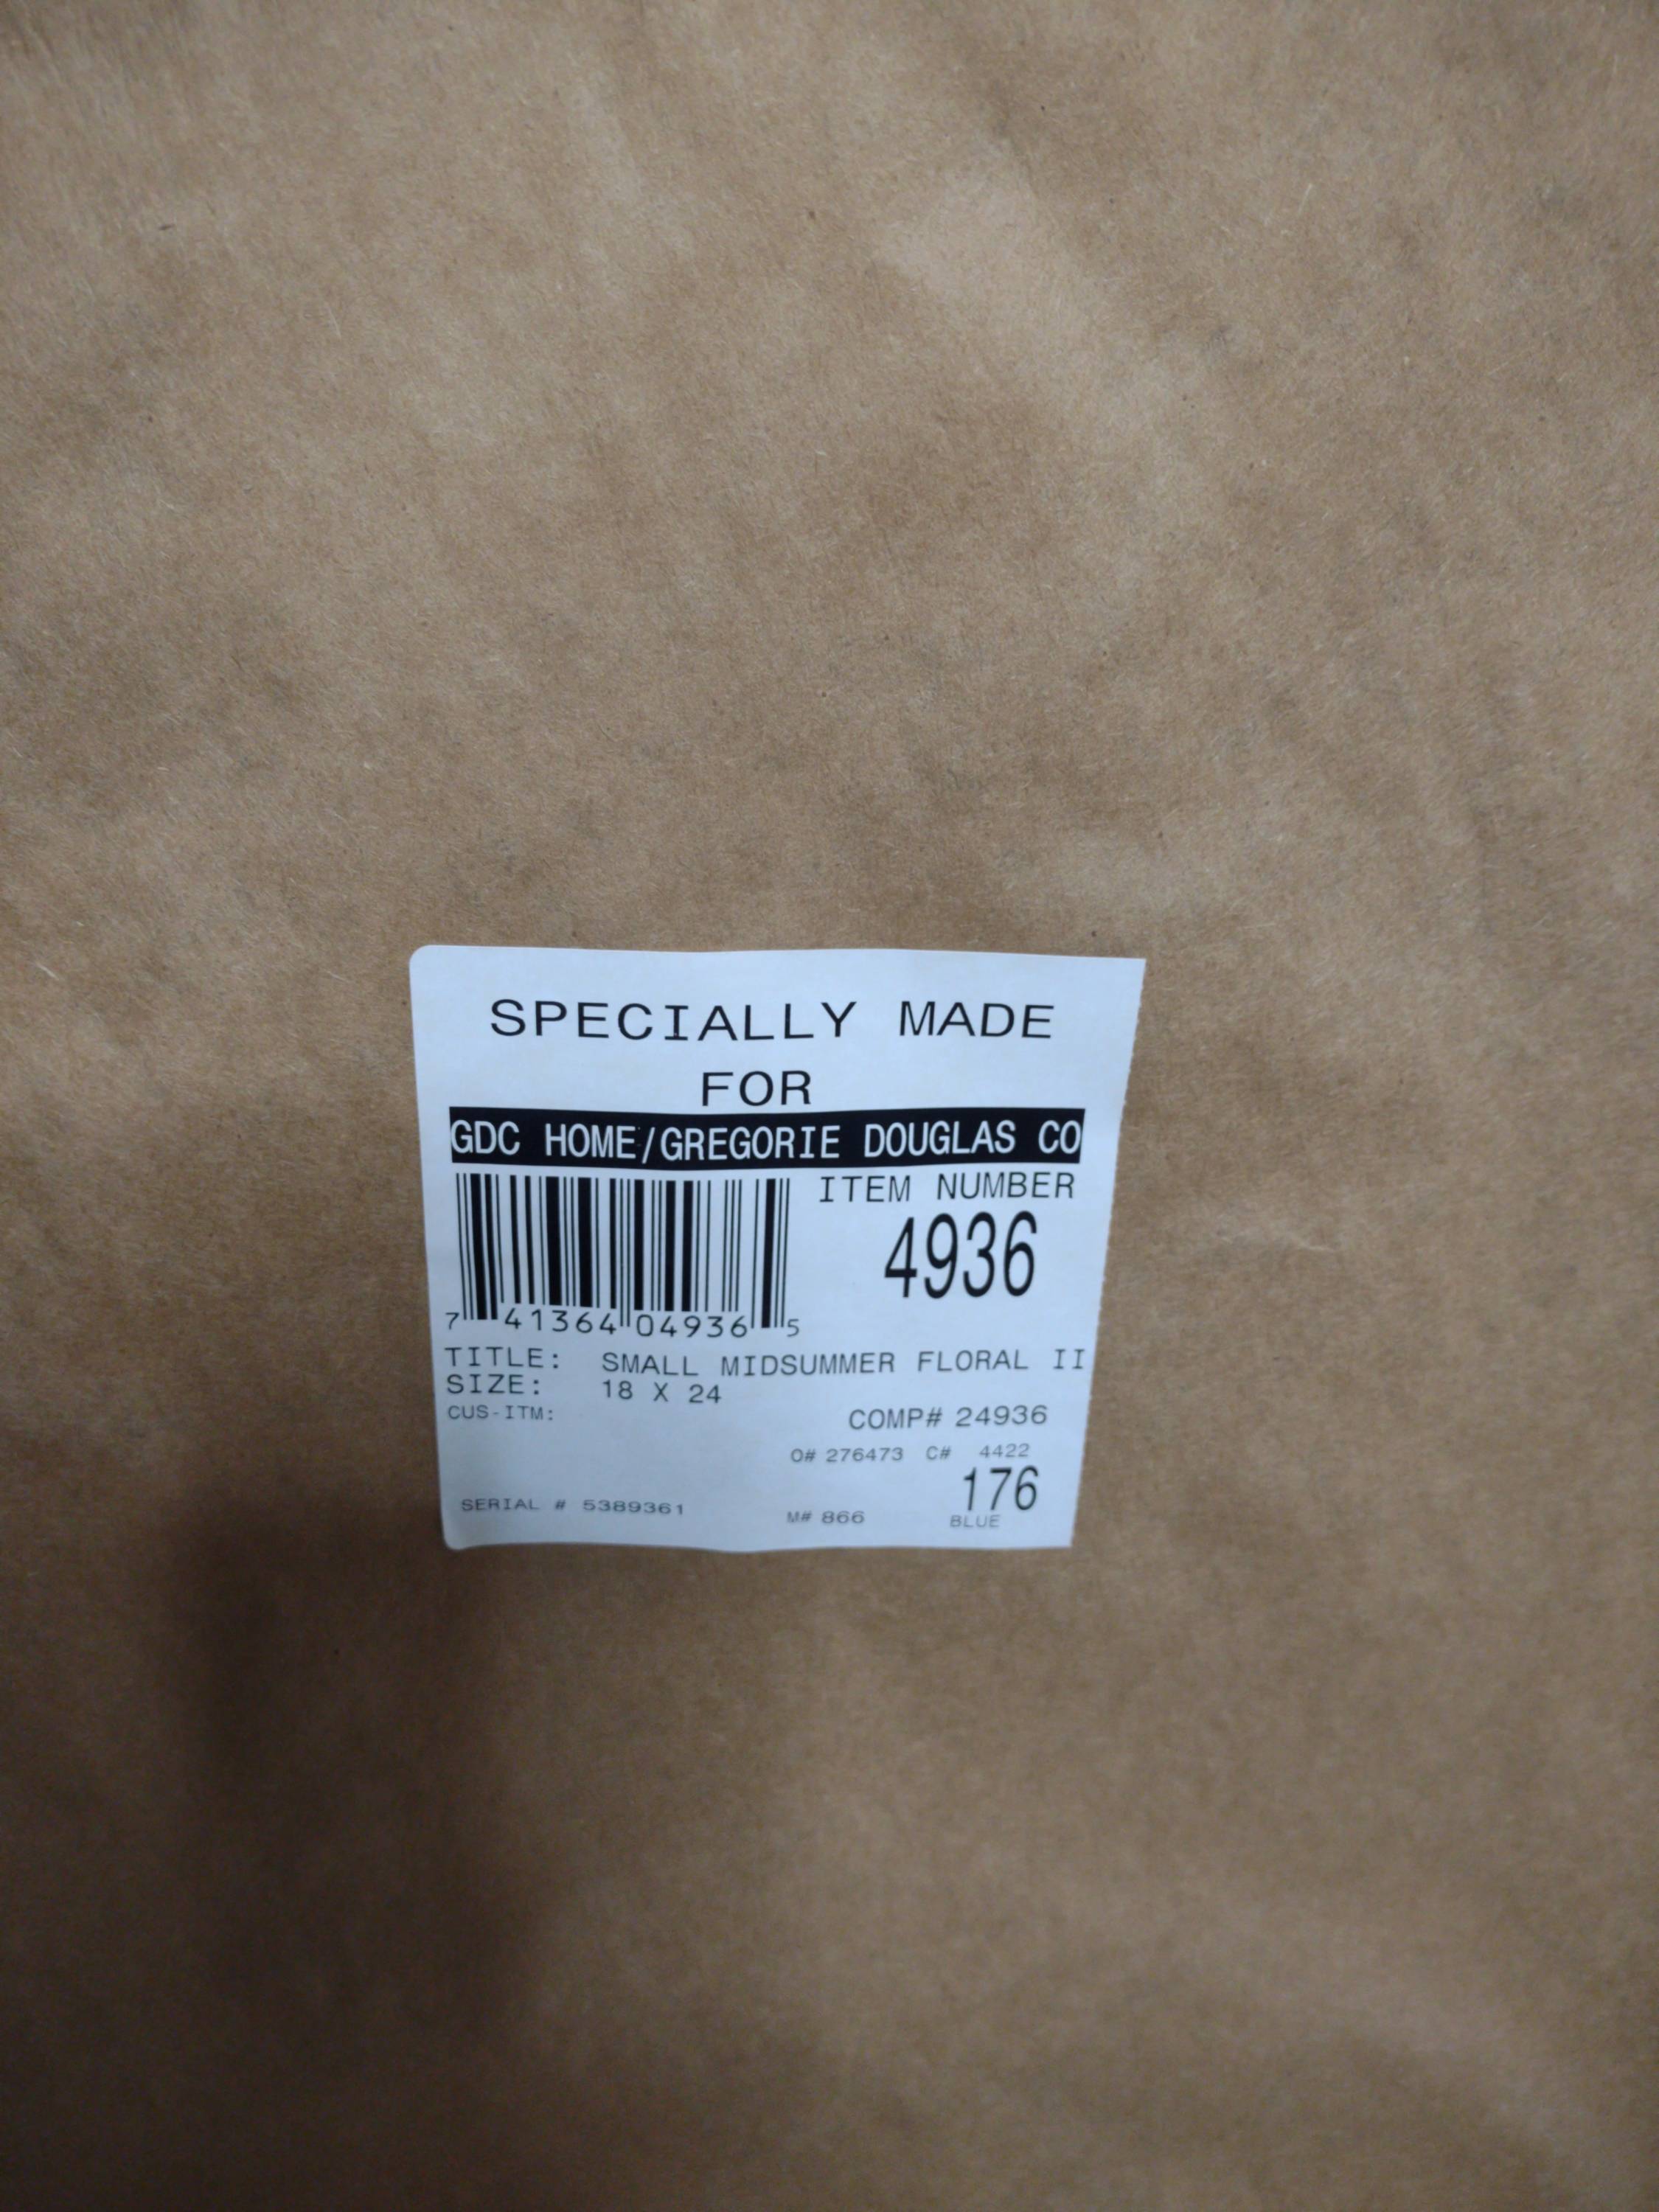 SPECIALLY MADE
FOR
GDC HOME/GREGORIE DOUGLAS CO
ITEM NUMBER
4936
7 41364 04936 5
TITLE: SMALL MIDSUMMER FLORAL II
SIZE: 18 X 24
CUS-ITM: COMP# 24936
O# 276473 C# 4422
176
SERIAL # 5389361 M# 866 BLUE